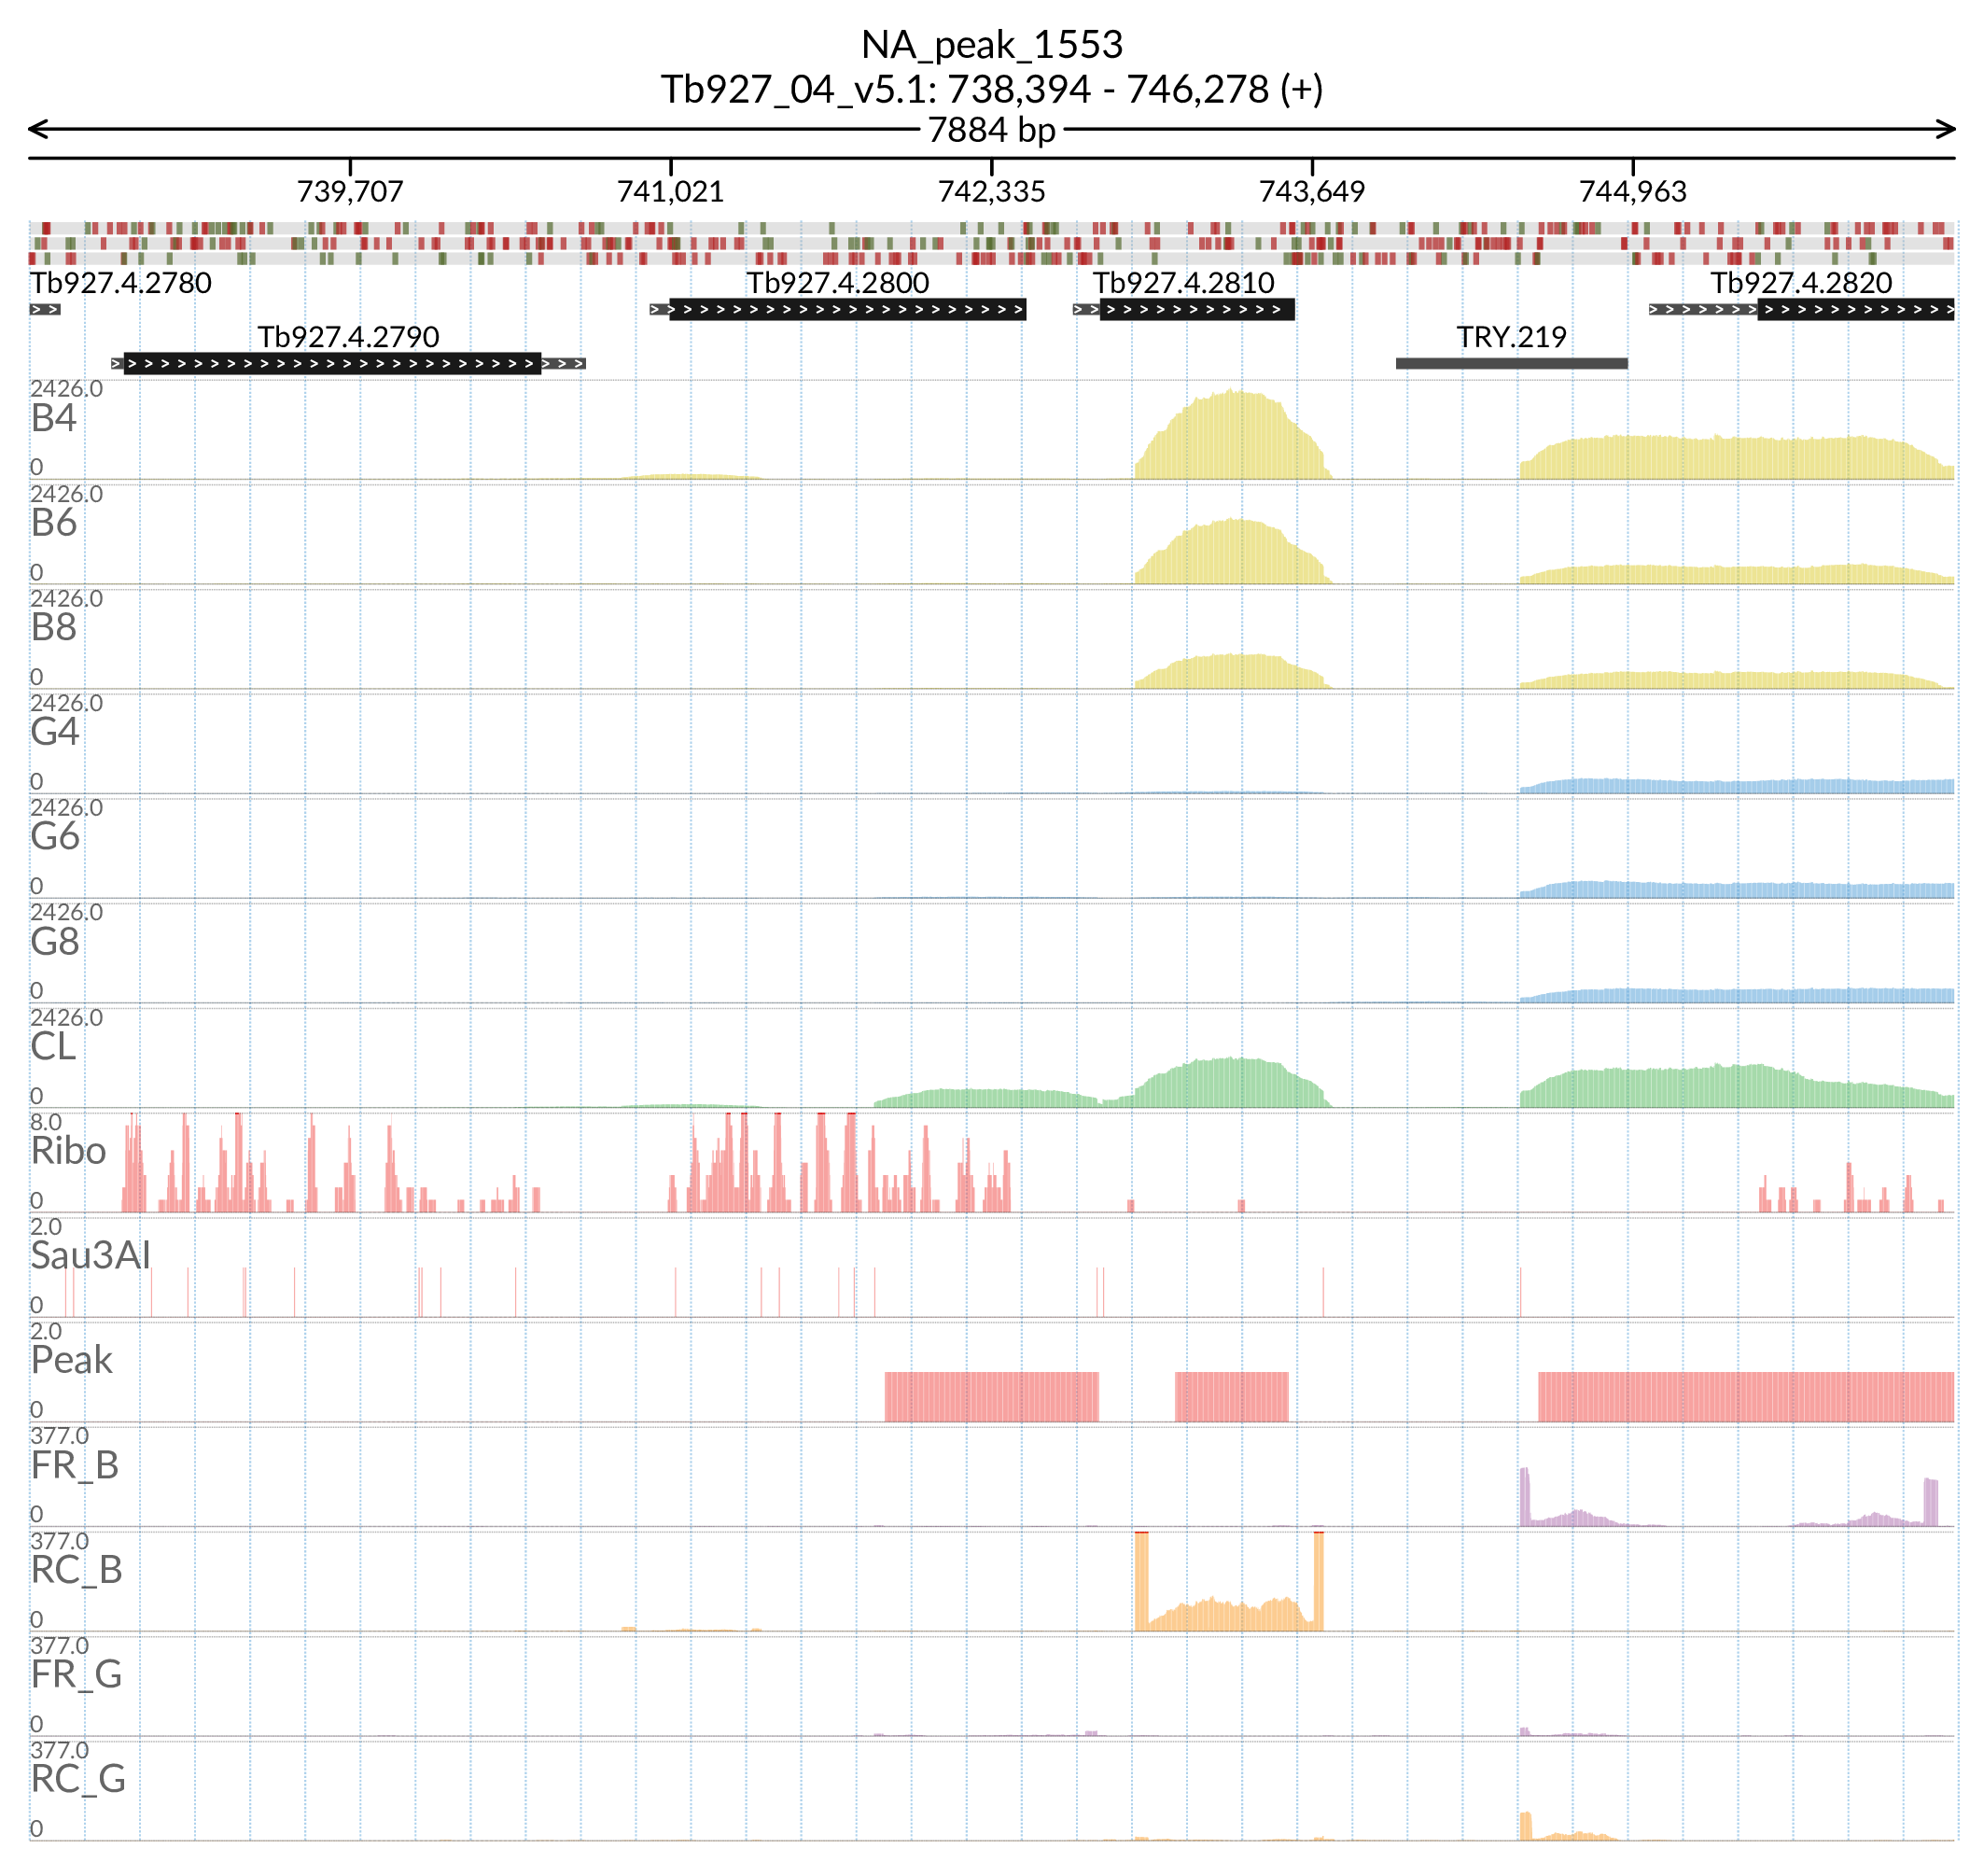 NA_peak_1553
Tb927_04_v5.1: 738,394 - 746,278 (+)
7884 bp
739,707 741,021 742,335 743,649 744,963
Tb927.4.2780 Tb927.4.2800 Tb927.4.2810 Tb927.4.2820
Tb927.4.2790 TRY.219
2426.0
B4
0
2426.0
B6
0
2426.0
B8
0
2426.0
G4
0
2426.0
G6
0
2426.0
G8
0
2426.0
CL
0
8.0
Ribo
0
2.0
Sau3AI
0
2.0
Peak
0
377.0
FR_B
0
377.0
RC_B
0
377.0
FR_G
0
377.0
RC_G
0